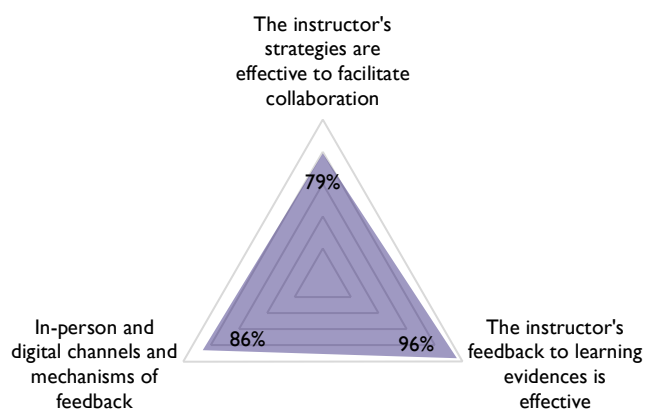 The instructor's
strategies are
effective to facilitate
collaboration
79%
86%
96%
In-person and
digital channels and
mechanisms of
feedback
The instructor's
feedback to learning
evidences is
effective